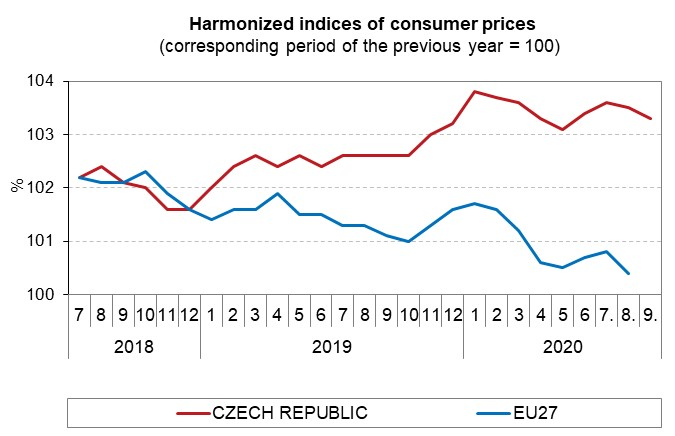 Harmonized indices of consumer prices
(corresponding period of the previous year = 100)
104
103
102
101
100
%
7 8 9 10 11 12 1 2 3 4 5 6 7 8 9 10 11 12 1 2 3 4 5 6 7. 8. 9.
2018 2019 2020
CZECH REPUBLIC EU27